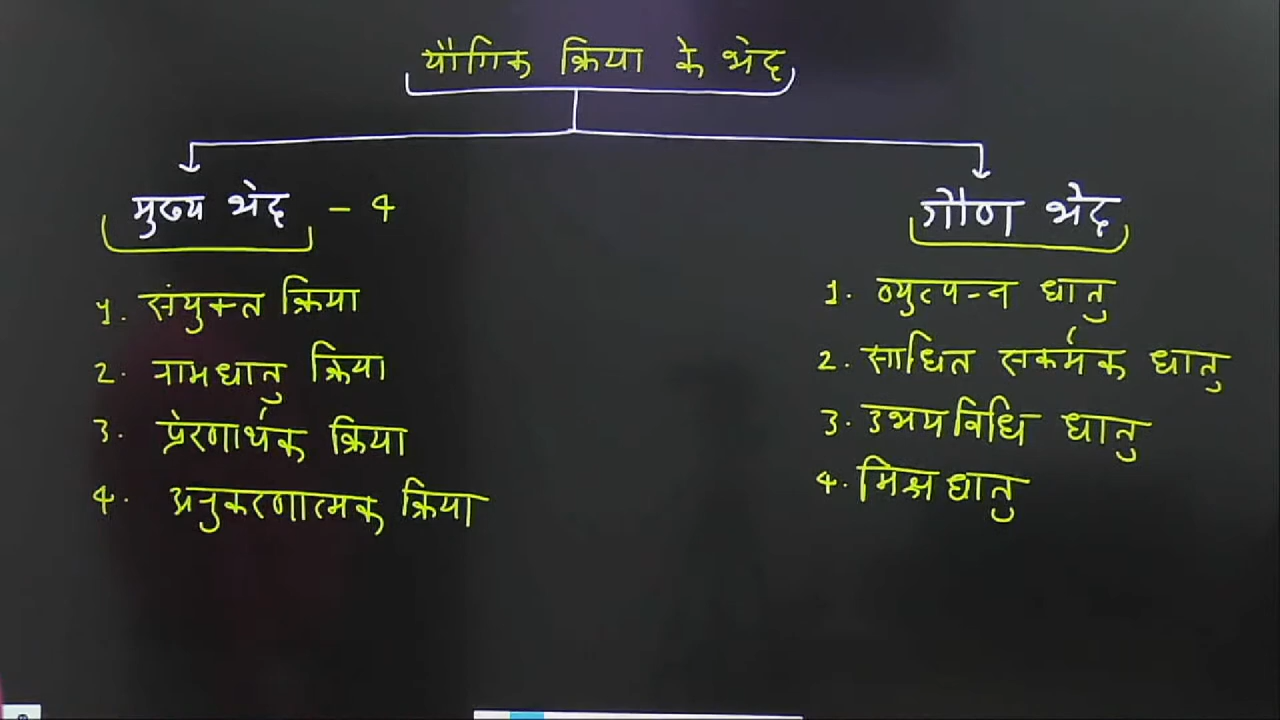 यौगिक क्रिया के भेद
मुख्य भेद - 4
1. संयुक्त क्रिया
2. नामधातु क्रिया
3. प्रेरणार्थक क्रिया
4. अनुकरणात्मक क्रिया
गौण भेद
1. व्युत्पन्न धातु
2. साधित सकर्मक धातु
3. उभयविधि धातु
4. मिश्र धातु